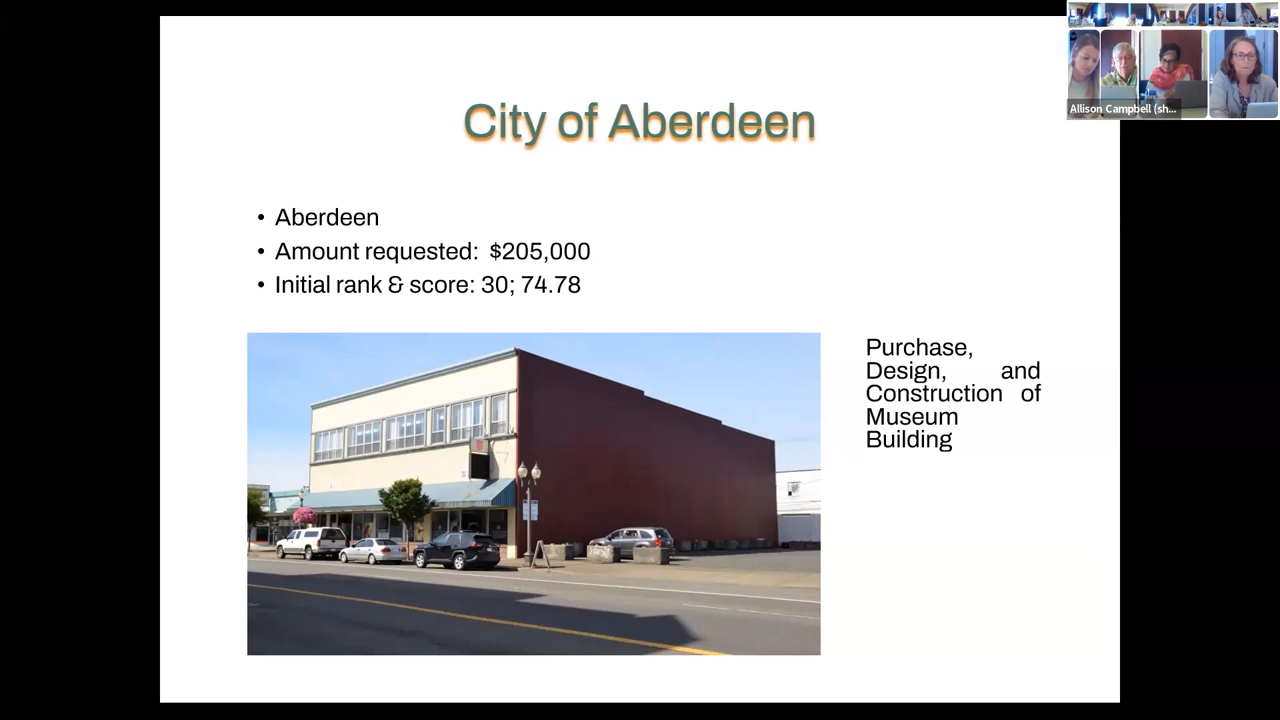 Allison Campbell (sh...
City of Aberdeen
• Aberdeen
• Amount requested: $205,000
• Initial rank & score: 30; 74.78
Purchase,
Design, and
Construction of
Museum
Building